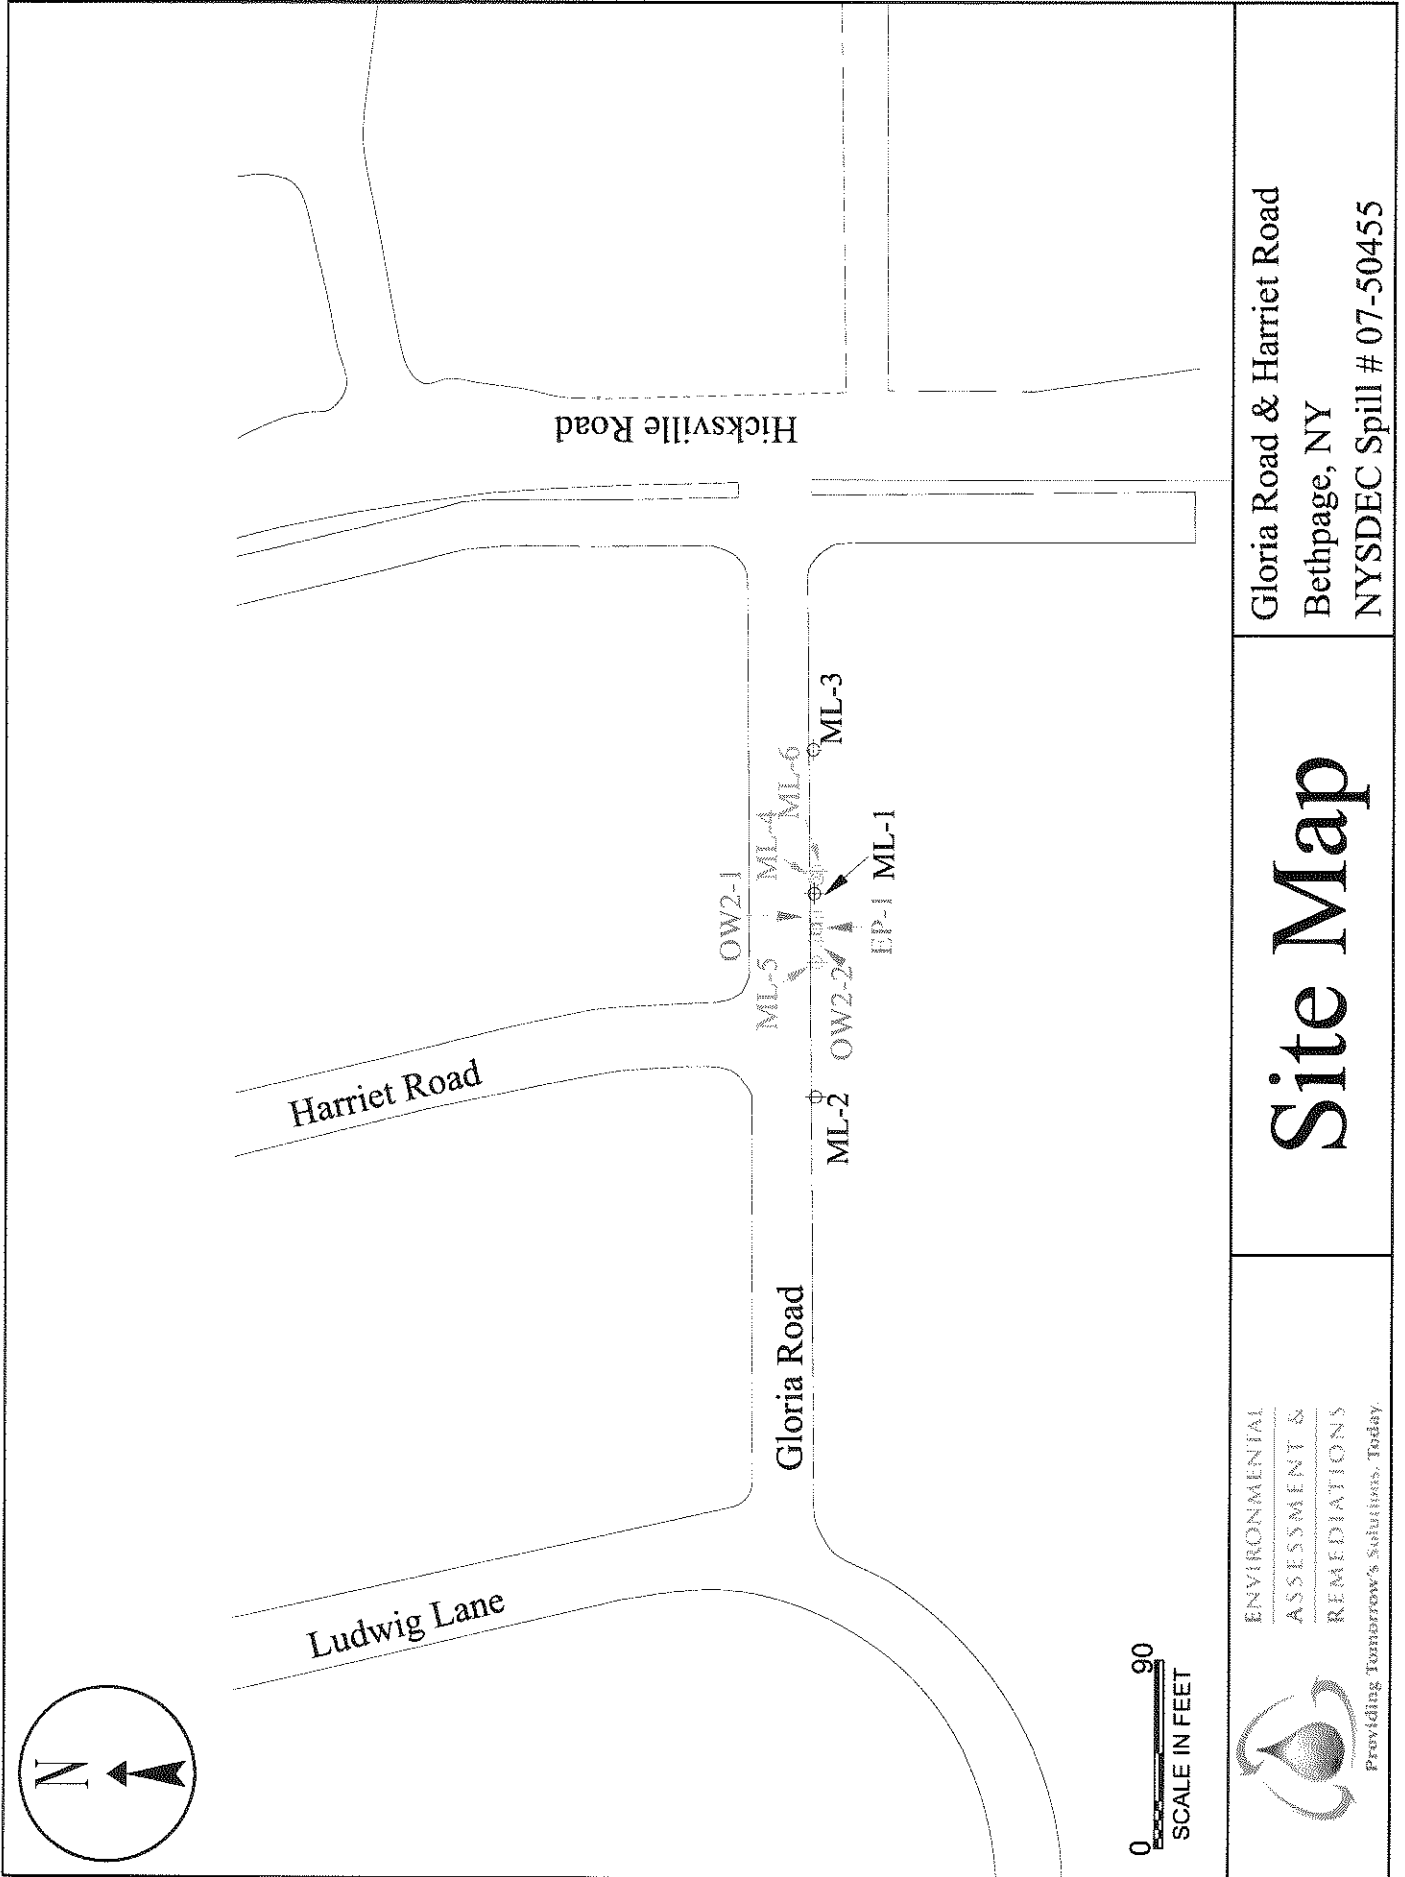 N
Ludwig Lane
Harriet Road
Hicksville Road
Gloria Road
OW2-1
ML-5
ML-4
ML-6
ML-2
OW2-2
EP-1
ML-1
ML-3
0 90
SCALE IN FEET
ENVIRONMENTAL
ASSESSMENT &
REMEDIATIONS
Providing Tomorrow's Solutions, Today.
Site Map
Gloria Road & Harriet Road
Bethpage, NY
NYSDEC Spill # 07-50455